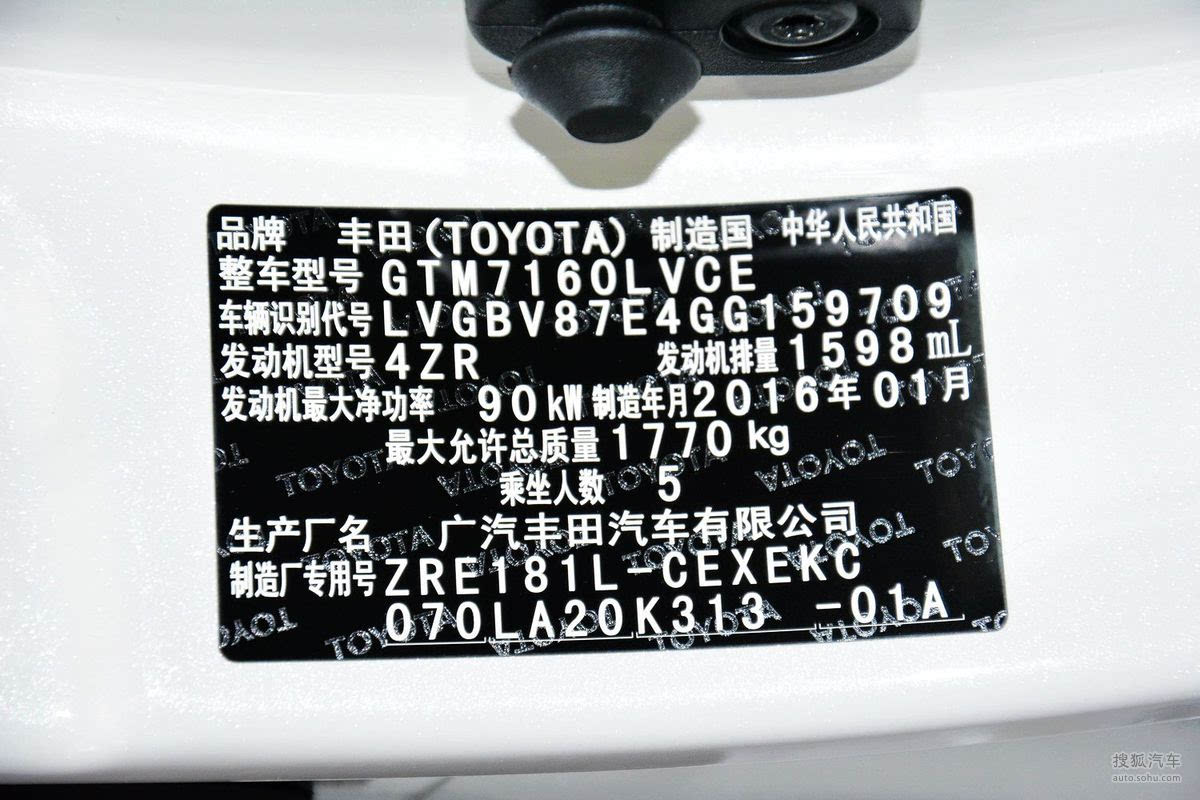 品牌 丰田(TOYOTA) 制造国 中华人民共和国
整车型号 GTM7160LVCE
车辆识别代号 LVGBV87E4GG159709
发动机型号 4ZR 发动机排量 1598 mL
发动机最大净功率 90 kW 制造年月 2016年01月
最大允许总质量 1770 kg
乘坐人数 5
生产厂名 广汽丰田汽车有限公司
制造厂专用号 ZRE181L-CEXEKC
070LA20K313 -01A
搜狐汽车
auto.sohu.com